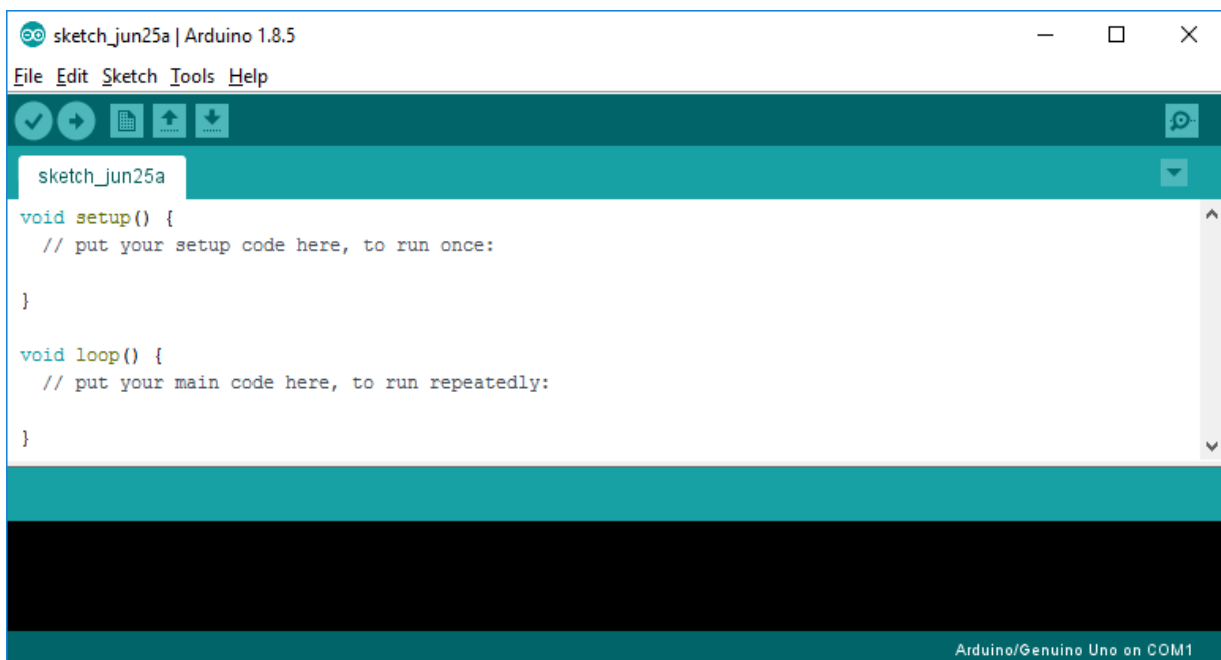 sketch_jun25a | Arduino 1.8.5
File Edit Sketch Tools Help
sketch_jun25a
void setup() {
  // put your setup code here, to run once:
}
void loop() {
  // put your main code here, to run repeatedly:
}
Arduino/Genuino Uno on COM1